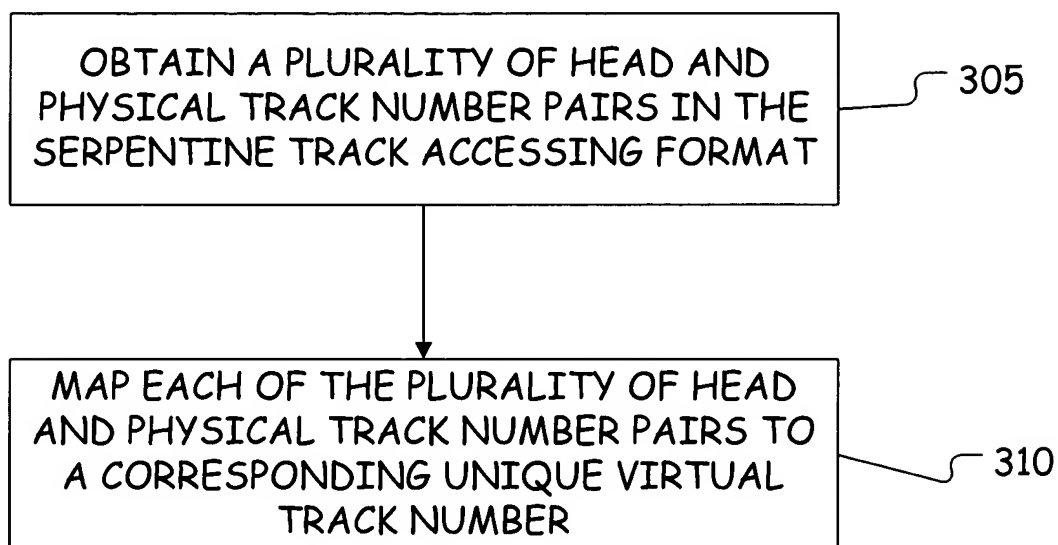 OBTAIN A PLURALITY OF HEAD AND
PHYSICAL TRACK NUMBER PAIRS IN THE
SERPENTINE TRACK ACCESSING FORMAT
305
MAP EACH OF THE PLURALITY OF HEAD
AND PHYSICAL TRACK NUMBER PAIRS TO
A CORRESPONDING UNIQUE VIRTUAL
TRACK NUMBER
310